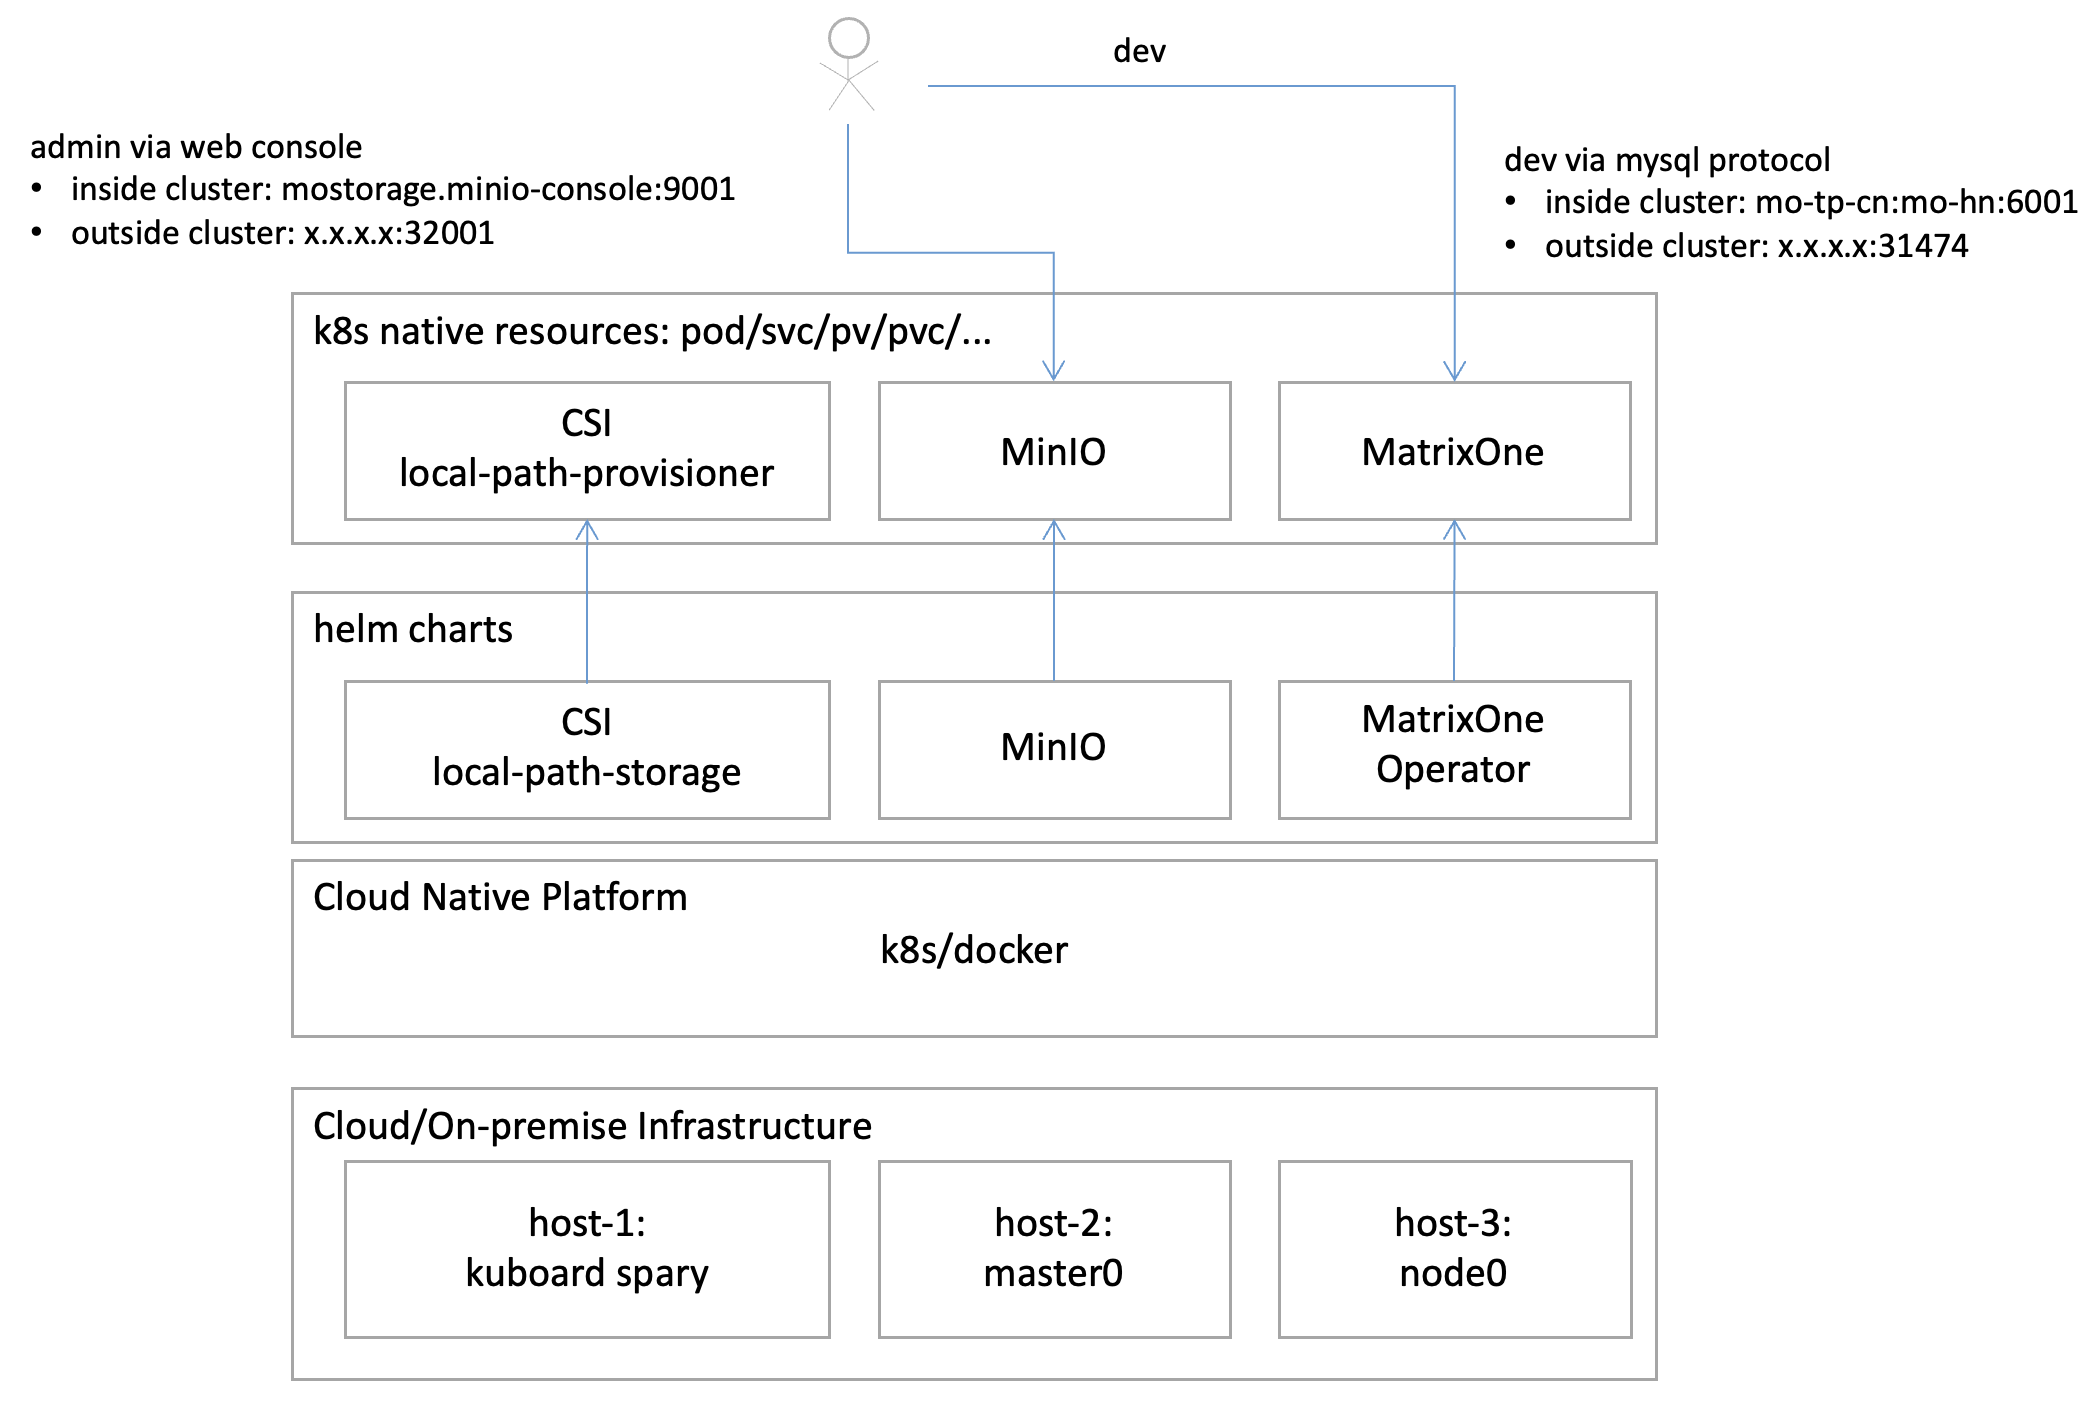 dev
admin via web console
• inside cluster: mostorage.minio-console:9001
• outside cluster: x.x.x.x:32001
dev via mysql protocol
• inside cluster: mo-tp-cn:mo-hn:6001
• outside cluster: x.x.x.x:31474
k8s native resources: pod/svc/pv/pvc/...
CSI
local-path-provisioner
MinIO
MatrixOne
helm charts
CSI
local-path-storage
MinIO
MatrixOne
Operator
Cloud Native Platform
k8s/docker
Cloud/On-premise Infrastructure
host-1:
kuboard spary
host-2:
master0
host-3:
node0